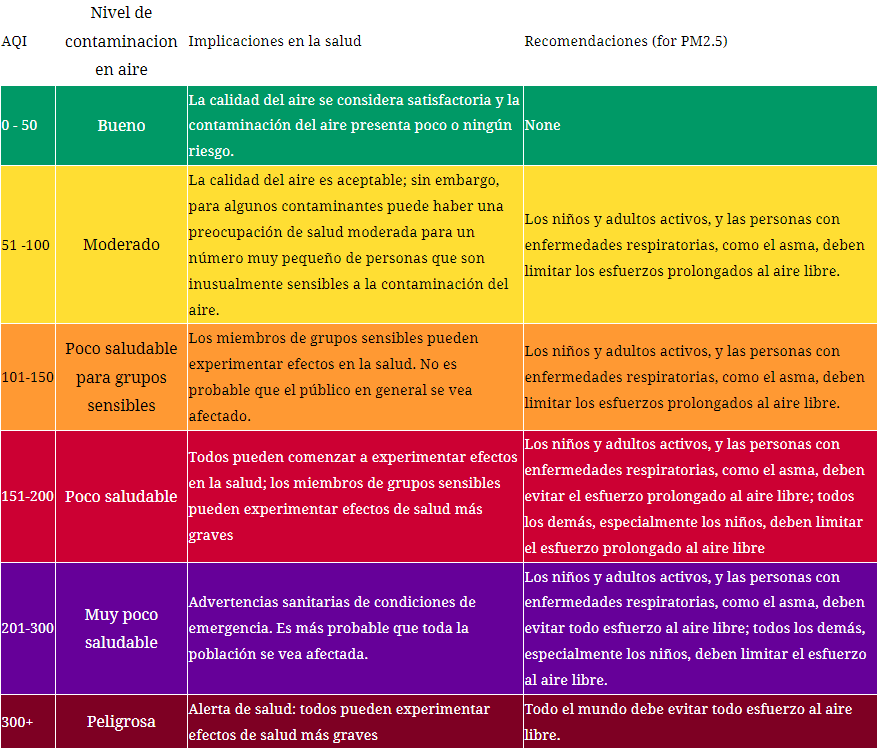 AQI
Nivel de
contaminacion
en aire
Implicaciones en la salud
Recomendaciones (for PM2.5)
0 - 50
Bueno
La calidad del aire se considera satisfactoria y la
contaminación del aire presenta poco o ningún
riesgo.
None
51 -100
Moderado
La calidad del aire es aceptable; sin embargo,
para algunos contaminantes puede haber una
preocupación de salud moderada para un
número muy pequeño de personas que son
inusualmente sensibles a la contaminación del
aire.
Los niños y adultos activos, y las personas con
enfermedades respiratorias, como el asma, deben
limitar los esfuerzos prolongados al aire libre.
101-150
Poco saludable
para grupos
sensibles
Los miembros de grupos sensibles pueden
experimentar efectos en la salud. No es
probable que el público en general se vea
afectado.
Los niños y adultos activos, y las personas con
enfermedades respiratorias, como el asma, deben
limitar los esfuerzos prolongados al aire libre.
151-200
Poco saludable
Todos pueden comenzar a experimentar efectos
en la salud; los miembros de grupos sensibles
pueden experimentar efectos de salud más
graves
Los niños y adultos activos, y las personas con
enfermedades respiratorias, como el asma, deben
evitar el esfuerzo prolongado al aire libre; todos
los demás, especialmente los niños, deben limitar
el esfuerzo prolongado al aire libre
201-300
Muy poco
saludable
Advertencias sanitarias de condiciones de
emergencia. Es más probable que toda la
población se vea afectada.
Los niños y adultos activos, y las personas con
enfermedades respiratorias, como el asma, deben
evitar todo esfuerzo al aire libre; todos los demás,
especialmente los niños, deben limitar el esfuerzo
al aire libre.
300+
Peligrosa
Alerta de salud: todos pueden experimentar
efectos de salud más graves
Todo el mundo debe evitar todo esfuerzo al aire
libre.